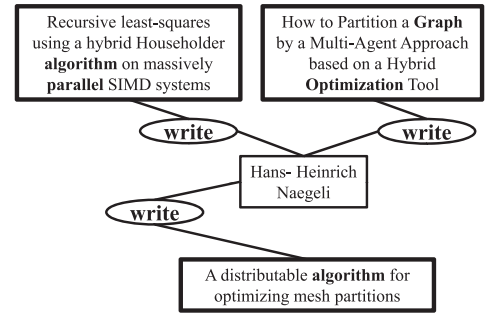 Recursive least-squares
using a hybrid Householder
algorithm on massively
parallel SIMD systems
How to Partition a Graph
by a Multi-Agent Approach
based on a Hybrid
Optimization Tool
write
write
Hans- Heinrich
Naegeli
write
A distributable algorithm for
optimizing mesh partitions